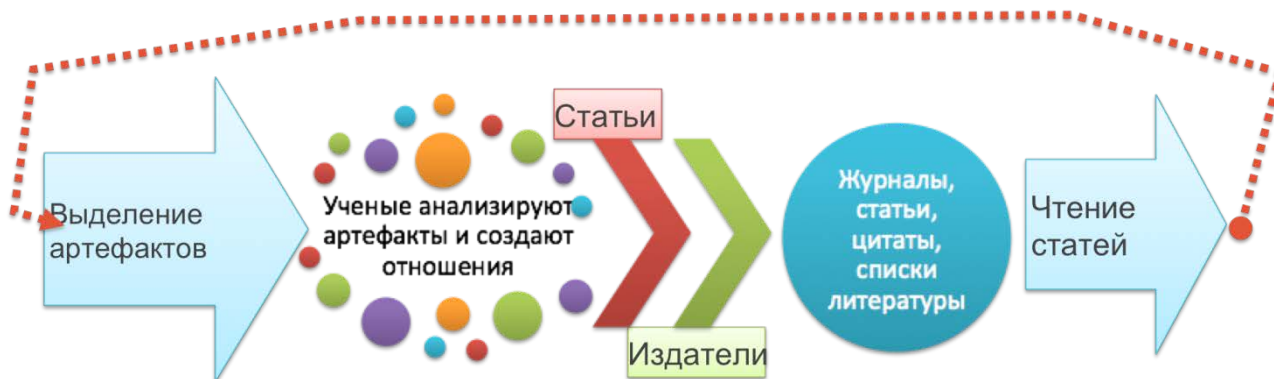 Выделение
артефактов
Ученые анализируют
артефакты и создают
отношения
Статьи
Издатели
Журналы,
статьи,
цитаты,
списки
литературы
Чтение
статей